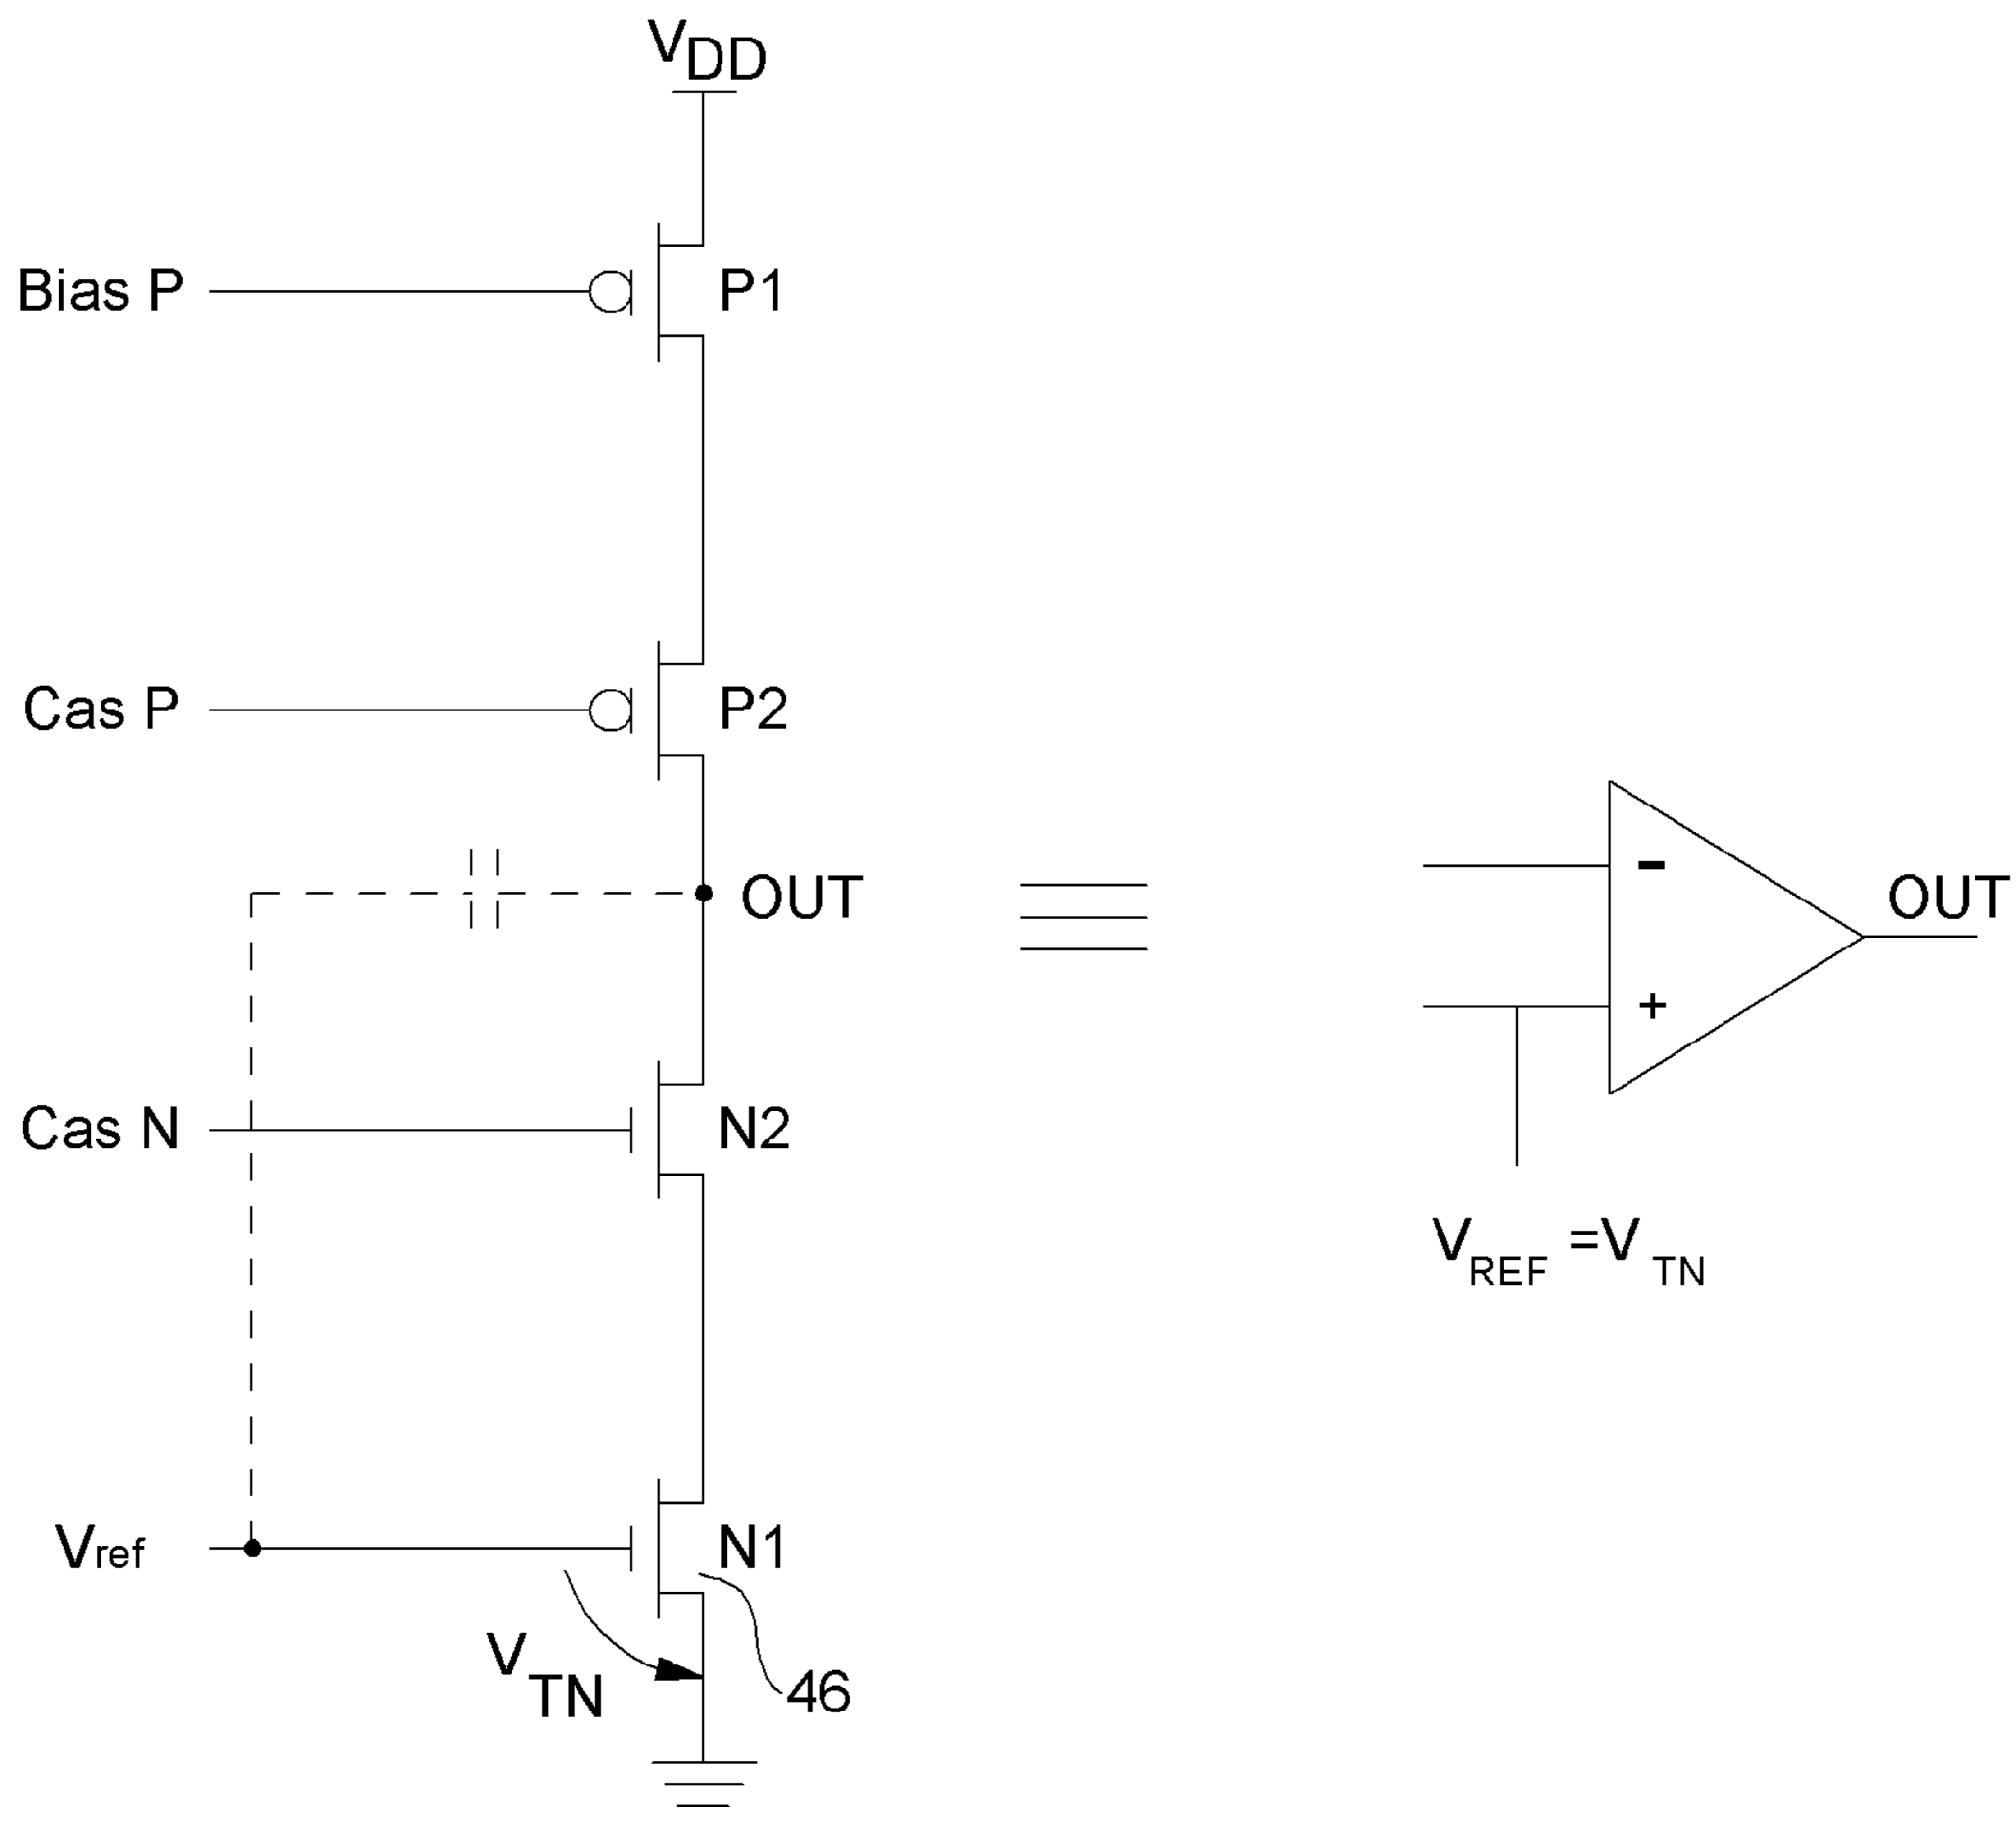 VDD
Bias P
P1
Cas P
P2
OUT
Cas N
N2
Vref
N1
VTN
46
-
+
OUT
VREF =VTN